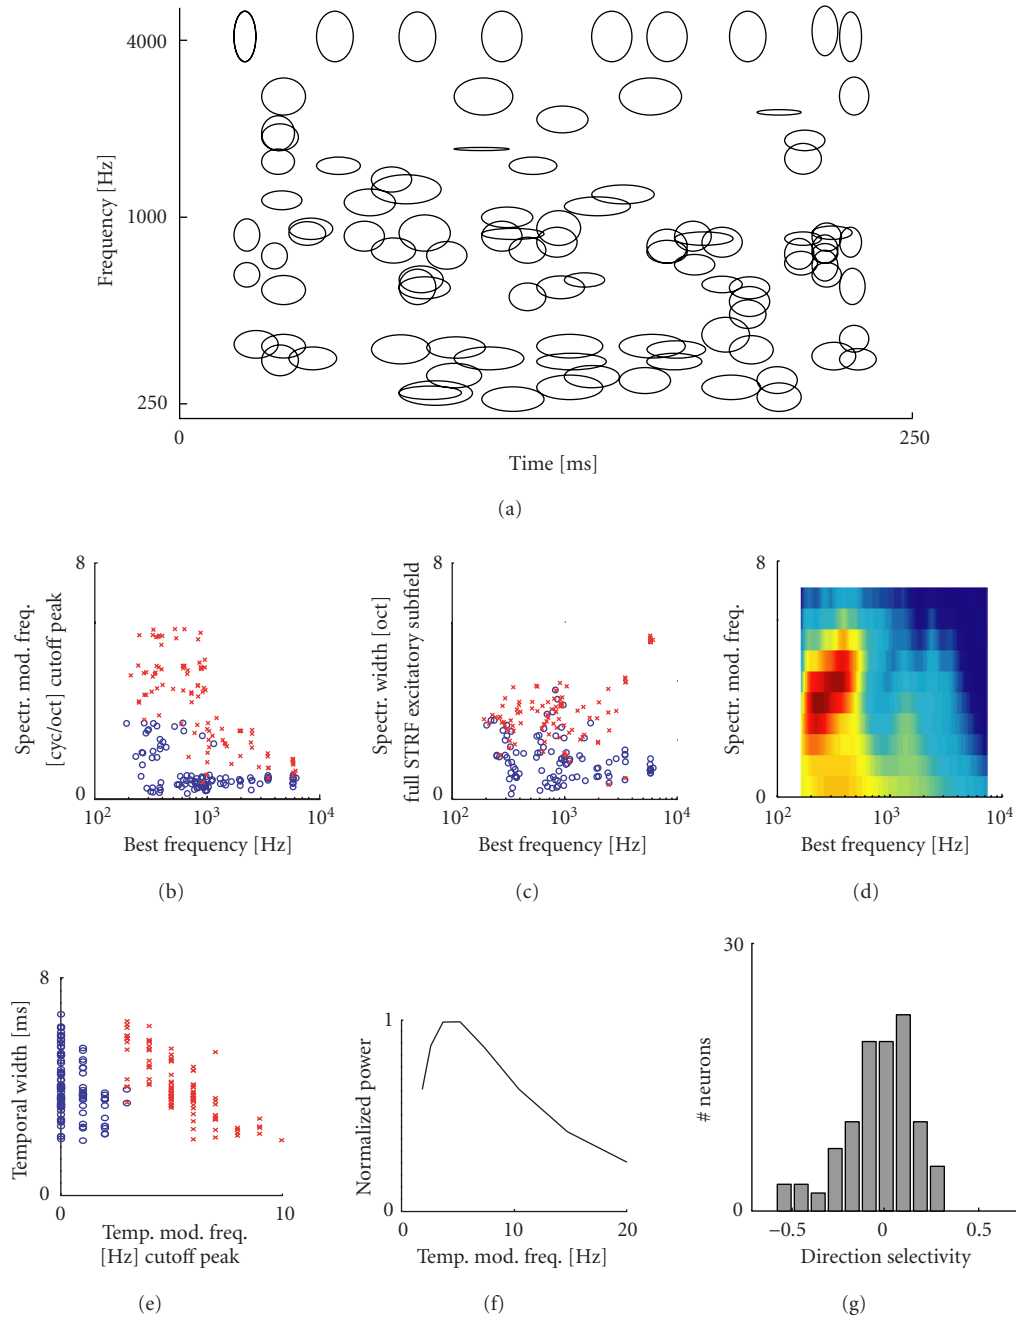 4000
1000
250
Frequency [Hz]
0
250
Time [ms]
(a)
8
0
Spectr. mod. freq.
[cyc/oct] cutoff peak
10^2
10^3
10^4
Best frequency [Hz]
(b)
8
0
Spectr. width [oct]
full STRF excitatory subfield
10^2
10^3
10^4
Best frequency [Hz]
(c)
8
0
Spectr. mod. freq.
10^2
10^3
10^4
Best frequency [Hz]
(d)
8
0
Temporal width [ms]
0
10
Temp. mod. freq.
[Hz] cutoff peak
(e)
1
0
Normalized power
0
10
20
Temp. mod. freq. [Hz]
(f)
30
0
# neurons
−0.5
0
0.5
Direction selectivity
(g)